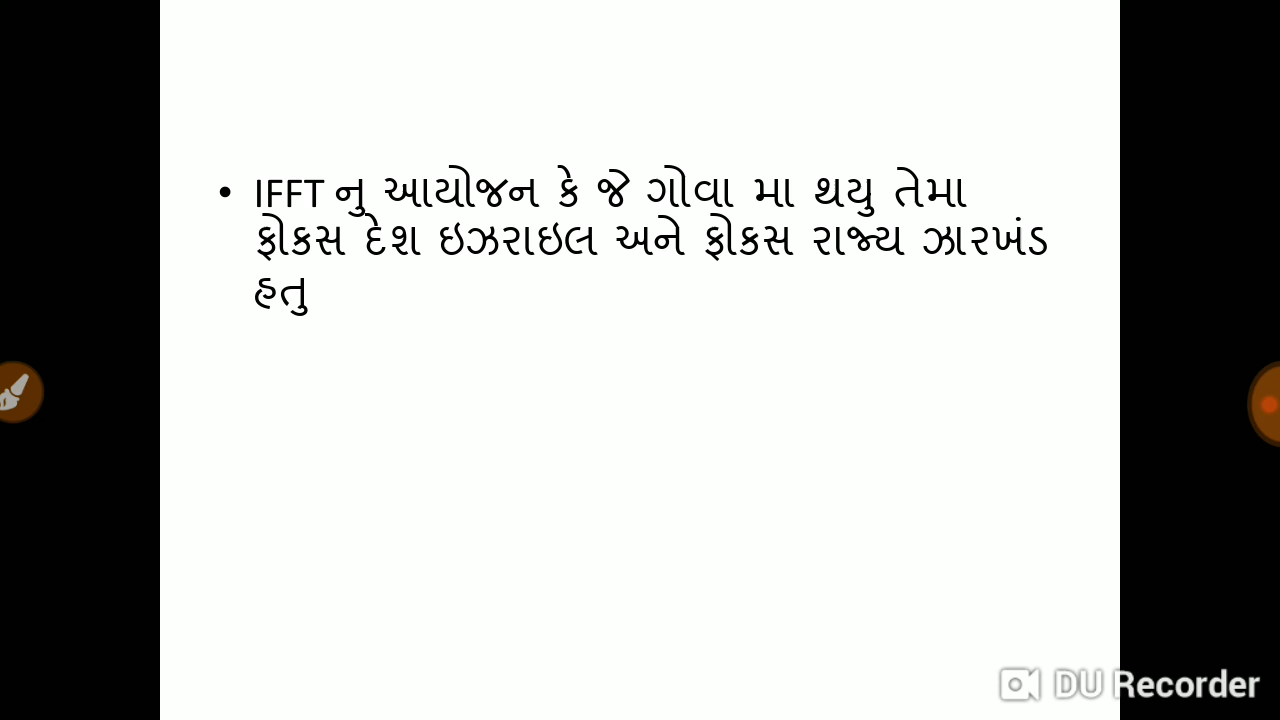 • IFFT નુ આયોજન કે જે ગોવા મા થયુ તેમા
ફોકસ દેશ ઇઝરાઇલ અને ફોકસ રાજ્ય ઝારખંડ
હતુ
DU Recorder